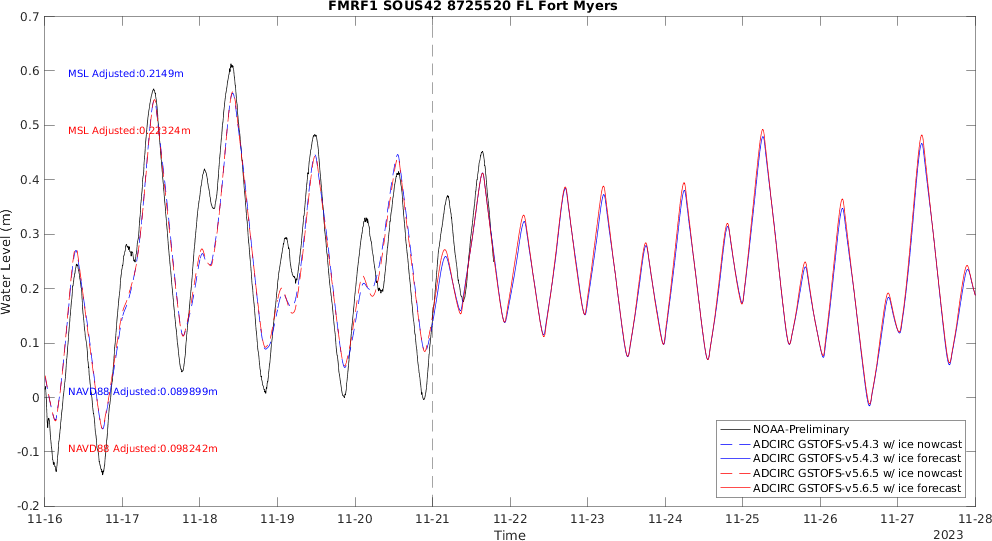 FMRF1 SOUS42 8725520 FL Fort Myers
0.7
0.6
0.5
0.4
0.3
0.2
0.1
0
-0.1
-0.2
Water Level (m)
MSL Adjusted:0.2149m
MSL Adjusted:0.22324m
NAVD88 Adjusted:0.089899m
NAVD88 Adjusted:0.098242m
NOAA-Preliminary
ADCIRC GSTOFS-v5.4.3 w/ ice nowcast
ADCIRC GSTOFS-v5.4.3 w/ ice forecast
ADCIRC GSTOFS-v5.6.5 w/ ice nowcast
ADCIRC GSTOFS-v5.6.5 w/ ice forecast
11-16 11-17 11-18 11-19 11-20 11-21 11-22 11-23 11-24 11-25 11-26 11-27 11-28
Time
2023